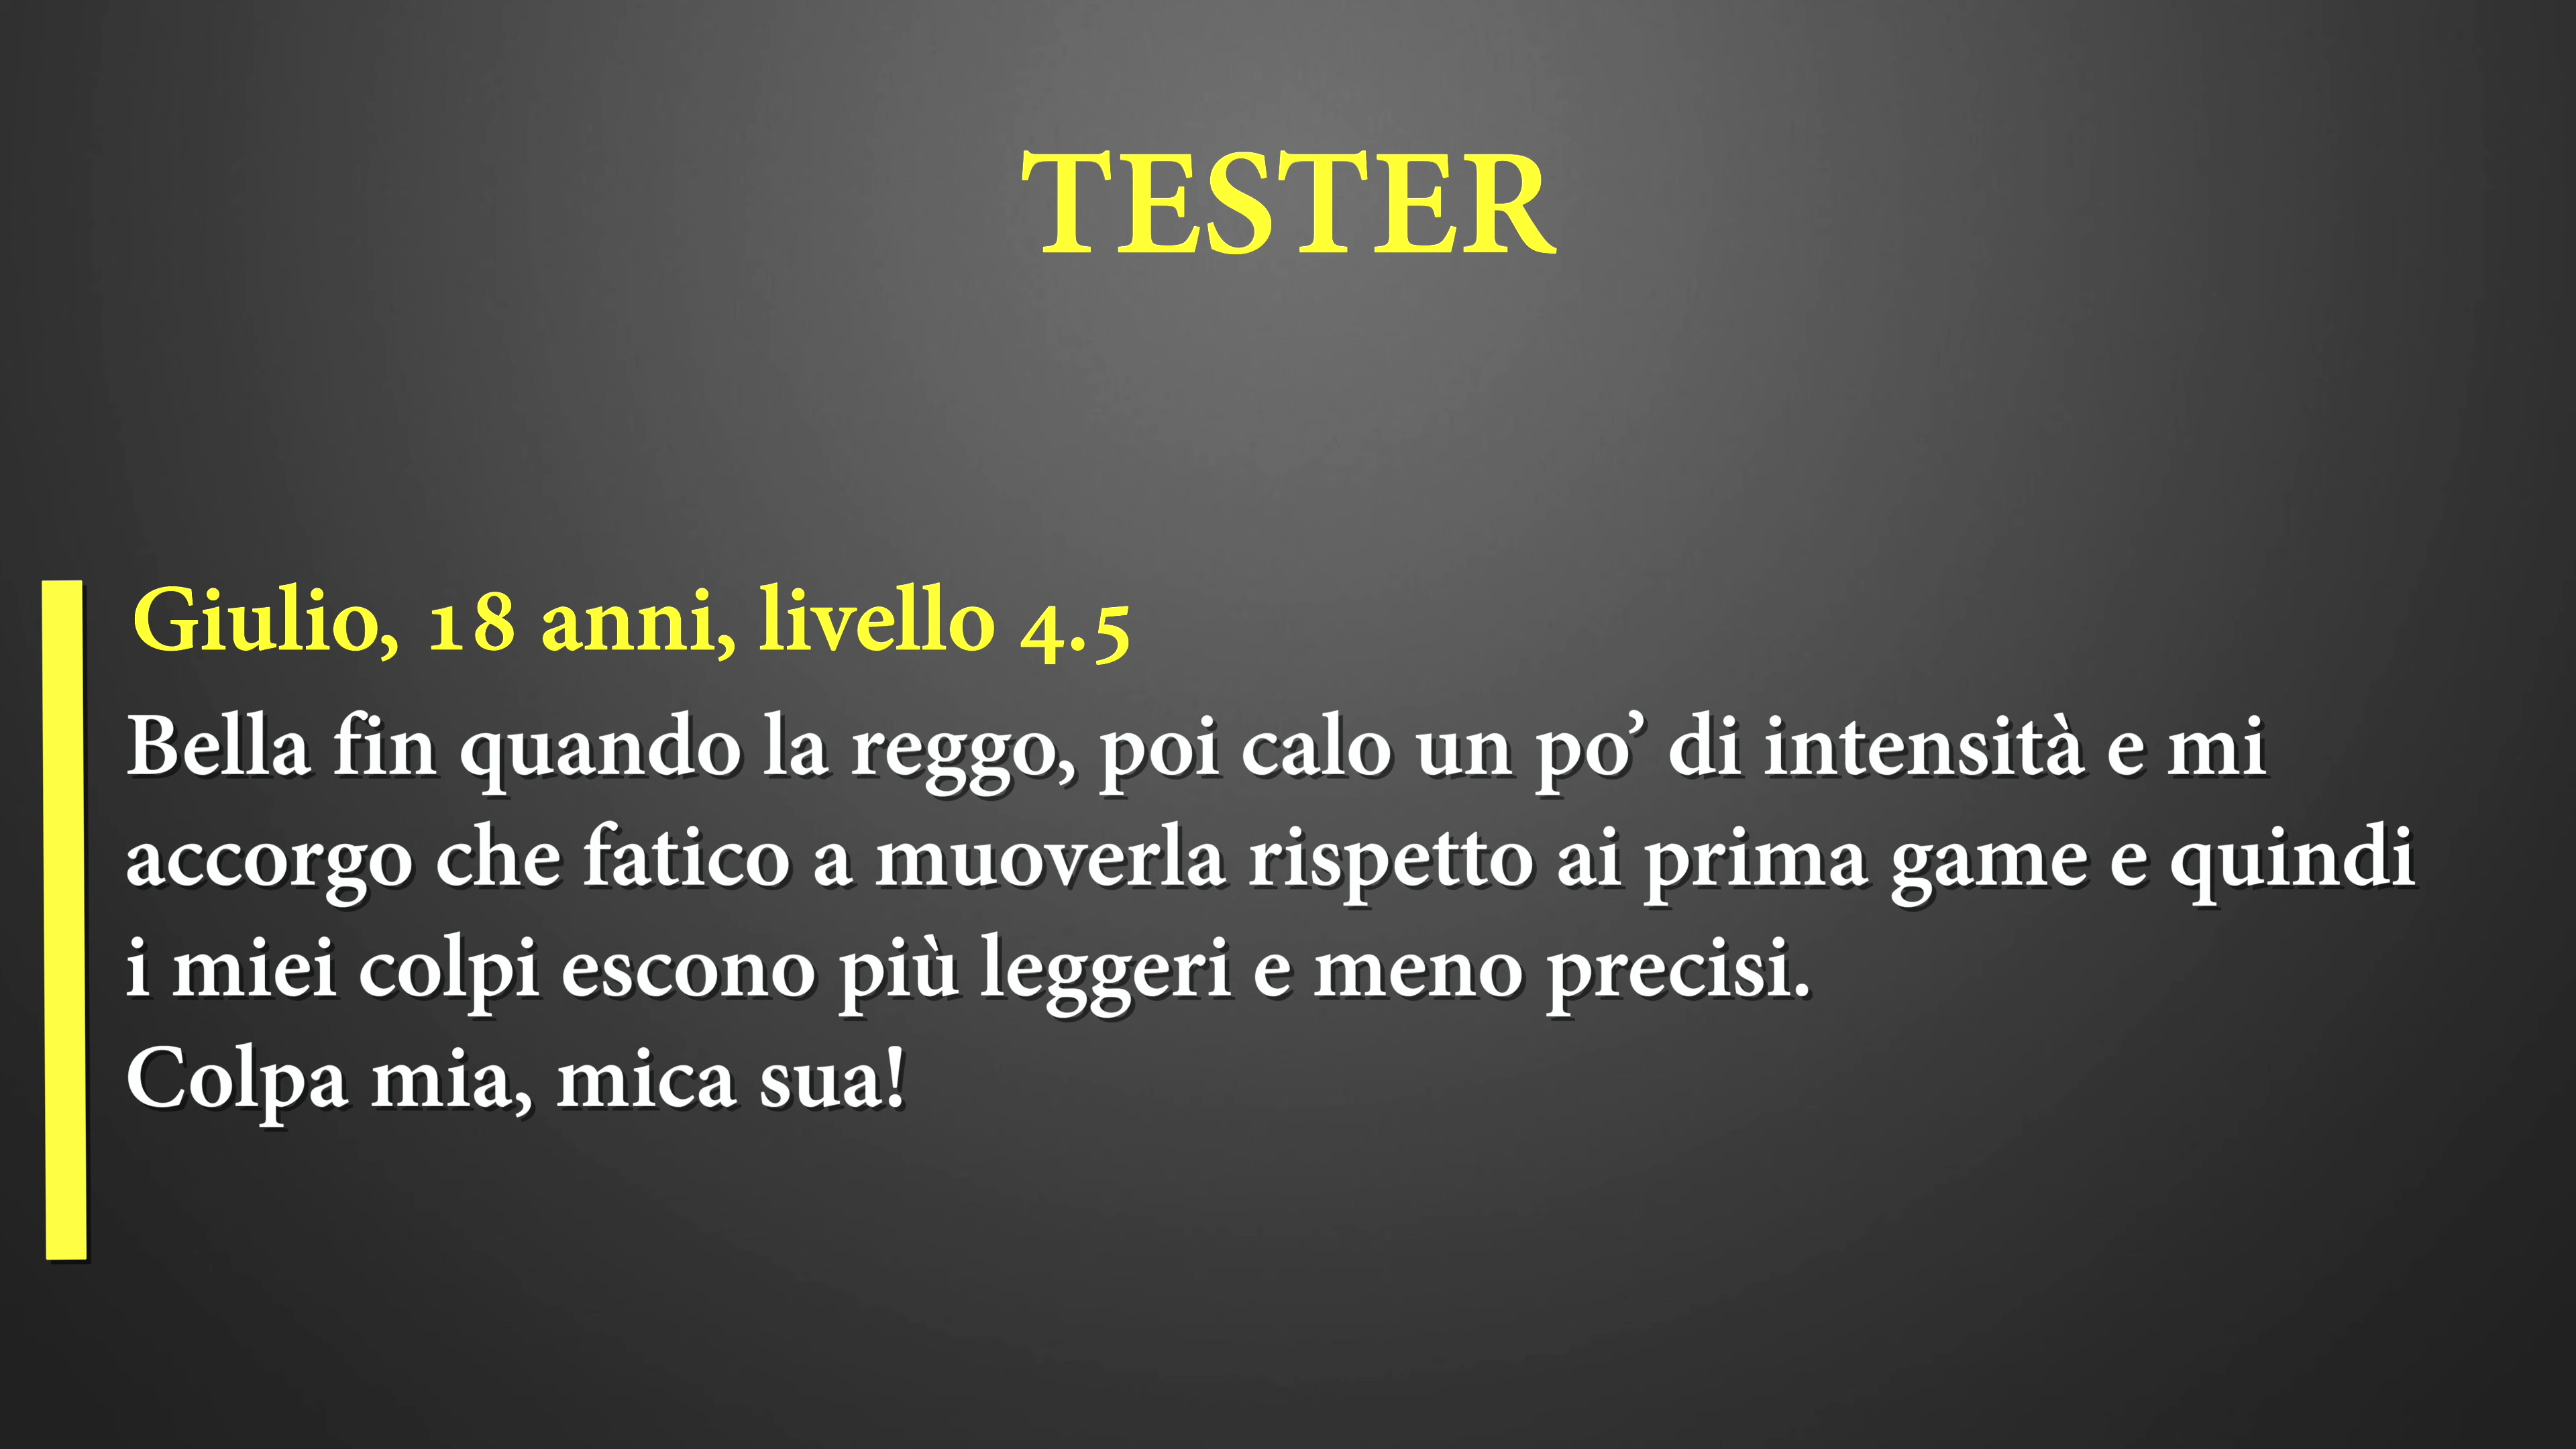 TESTER
Giulio, 18 anni, livello 4.5
Bella fin quando la reggo, poi calo un po’ di intensità e mi
accorgo che fatico a muoverla rispetto ai prima game e quindi
i miei colpi escono più leggeri e meno precisi.
Colpa mia, mica sua!